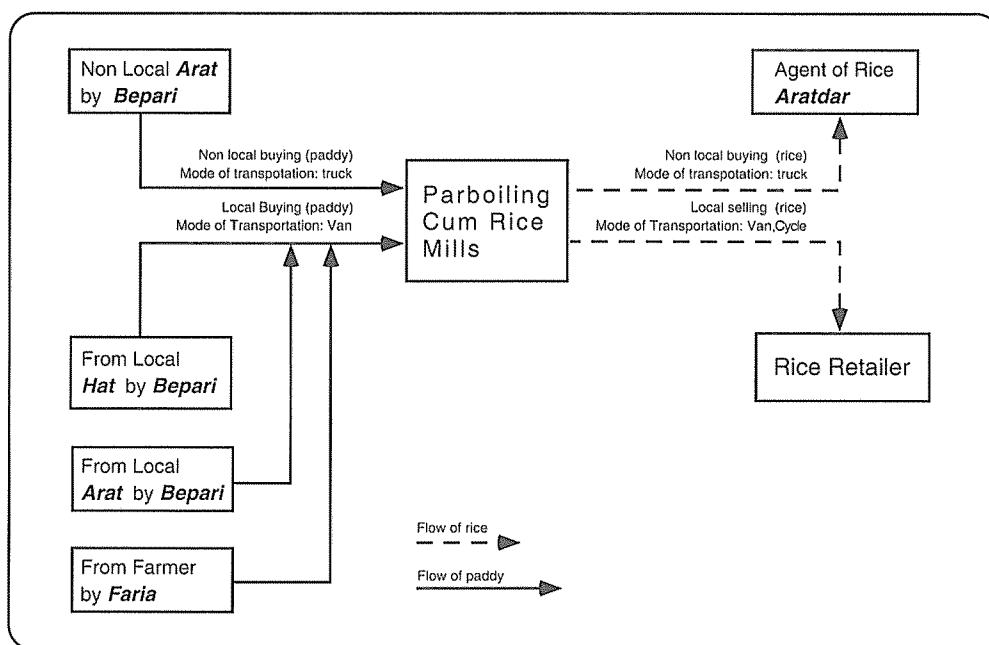 Non Local Arat
by Bepari
Agent of Rice
Aratdar
Non local buying (paddy)
Mode of transpotation: truck
Non local buying (rice)
Mode of transpotation: truck
Parboiling
Cum Rice
Mills
Local Buying (paddy)
Mode of Transportation: Van
Local selling (rice)
Mode of Transportation: Van,Cycle
From Local
Hat by Bepari
Rice Retailer
From Local
Arat by Bepari
Flow of rice
From Farmer
by Faria
Flow of paddy